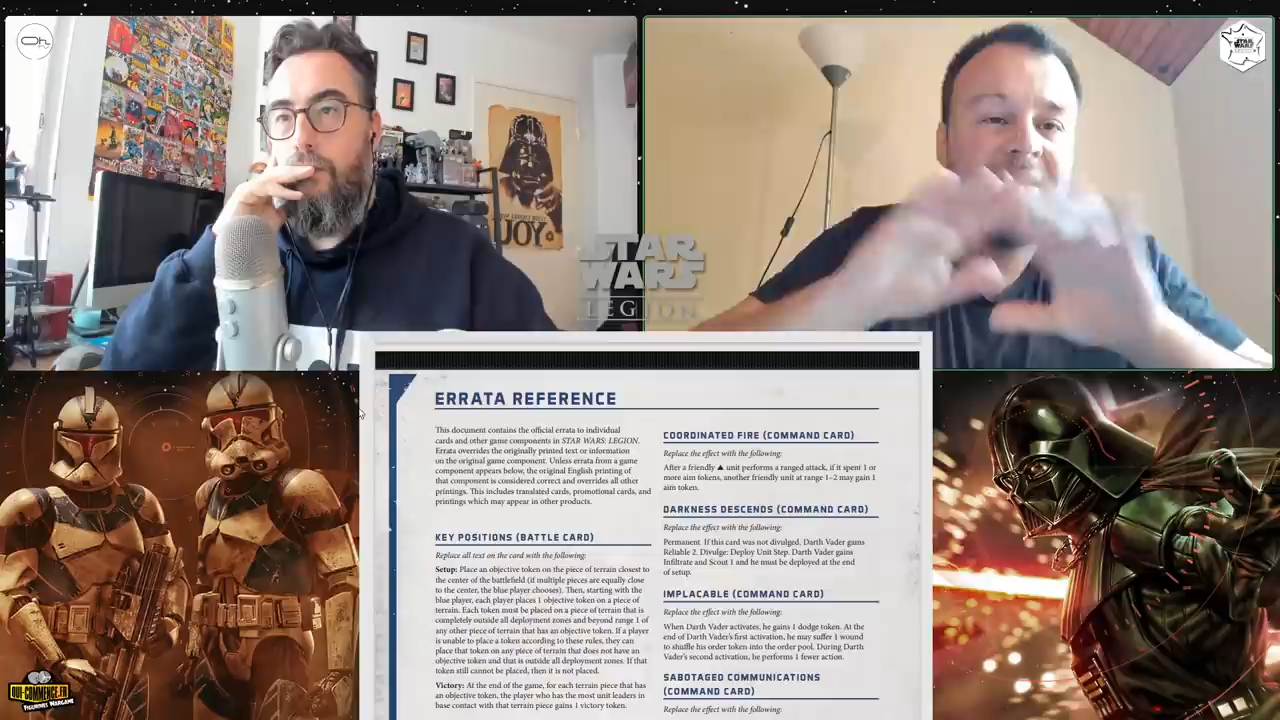 STAR
WARS
LEGION
JOY
STAR
WARS
QUI-COMMENCE.FR
FIGURINES WARGAME
ERRATA REFERENCE
This document contains the official errata to individual
cards and other game components in STAR WARS: LEGION.
Errata overrides the originally printed text or information
on the original game component. Unless errata from a game
component appears below, the original English printing of
that component is considered correct and overrides all other
printings. This includes translated cards, promotional cards, and
printings which may appear in other products.
KEY POSITIONS (BATTLE CARD)
Replace all text on the card with the following:
Setup: Place an objective token on the piece of terrain closest to
the center of the battlefield (if multiple pieces are equally close
to the center, the blue player chooses). Then, starting with the
blue player, each player places 1 objective token on a piece of
terrain. Each token must be placed on a piece of terrain that is
completely outside all deployment zones and beyond range 1 of
any other piece of terrain that has an objective token. If a player
is unable to place a token according to these rules, they can
place that token on any piece of terrain that does not have an
objective token and that is outside all deployment zones. If that
token still cannot be placed, then it is not placed.
Victory: At the end of the game, for each terrain piece that has
an objective token, the player who has the most unit leaders in
base contact with that terrain piece gains 1 victory token.
COORDINATED FIRE (COMMAND CARD)
Replace the effect with the following:
After a friendly ▲ unit performs a ranged attack, if it spent 1 or
more aim tokens, another friendly unit at range 1–2 may gain 1
aim token.
DARKNESS DESCENDS (COMMAND CARD)
Replace the effect with the following:
Permanent. If this card was not divulged, Darth Vader gains
Reliable 2. Divulge: Deploy Unit Step. Darth Vader gains
Infiltrate and Scout 1 and he must be deployed at the end
of setup.
IMPLACABLE (COMMAND CARD)
Replace the effect with the following:
When Darth Vader activates, he gains 1 dodge token. At the
end of Darth Vader's first activation, he may suffer 1 wound
to shuffle his order token into the order pool. During Darth
Vader's second activation, he performs 1 fewer action.
SABOTAGED COMMUNICATIONS
(COMMAND CARD)
Replace the effect with the following: